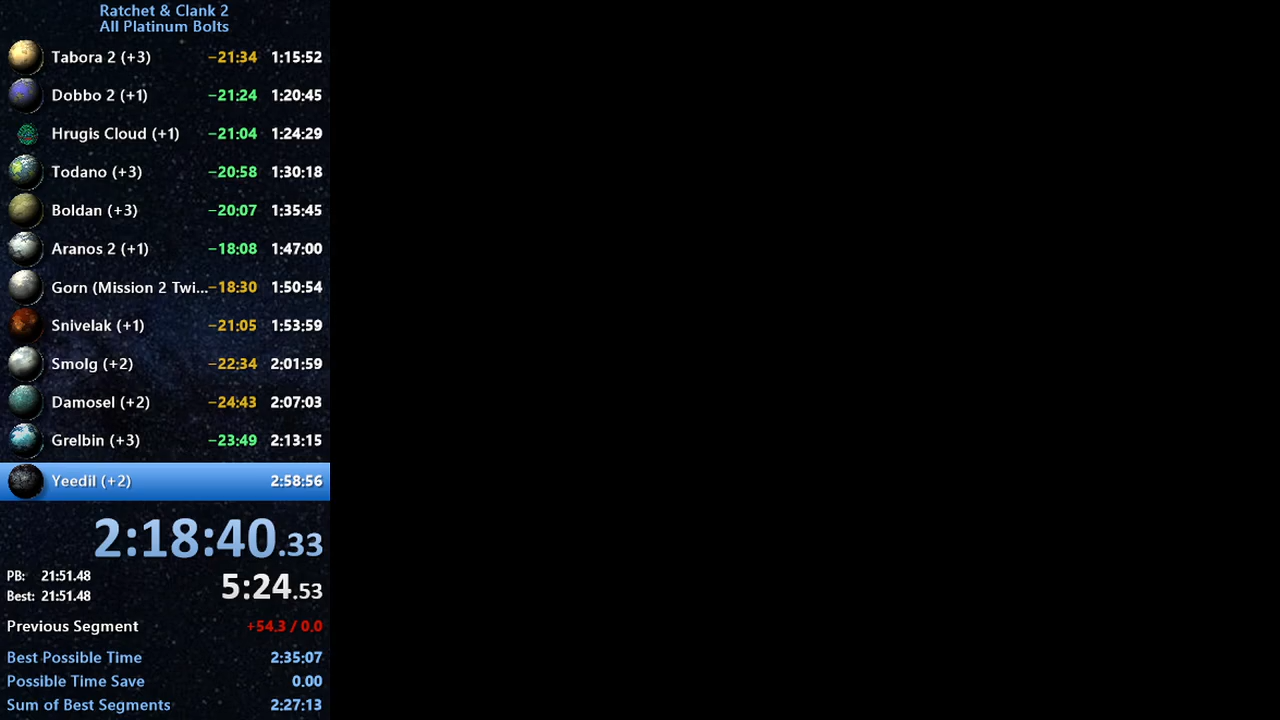 Ratchet & Clank 2
All Platinum Bolts
Tabora 2 (+3) −21:34 1:15:52
Dobbo 2 (+1) −21:24 1:20:45
Hrugis Cloud (+1) −21:04 1:24:29
Todano (+3) −20:58 1:30:18
Boldan (+3) −20:07 1:35:45
Aranos 2 (+1) −18:08 1:47:00
Gorn (Mission 2 Twi... −18:30 1:50:54
Snivelak (+1) −21:05 1:53:59
Smolg (+2) −22:34 2:01:59
Damosel (+2) −24:43 2:07:03
Grelbin (+3) −23:49 2:13:15
Yeedil (+2) 2:58:56
2:18:40.33
PB: 21:51.48 5:24.53
Best: 21:51.48
Previous Segment +54.3 / 0.0
Best Possible Time 2:35:07
Possible Time Save 0.00
Sum of Best Segments 2:27:13